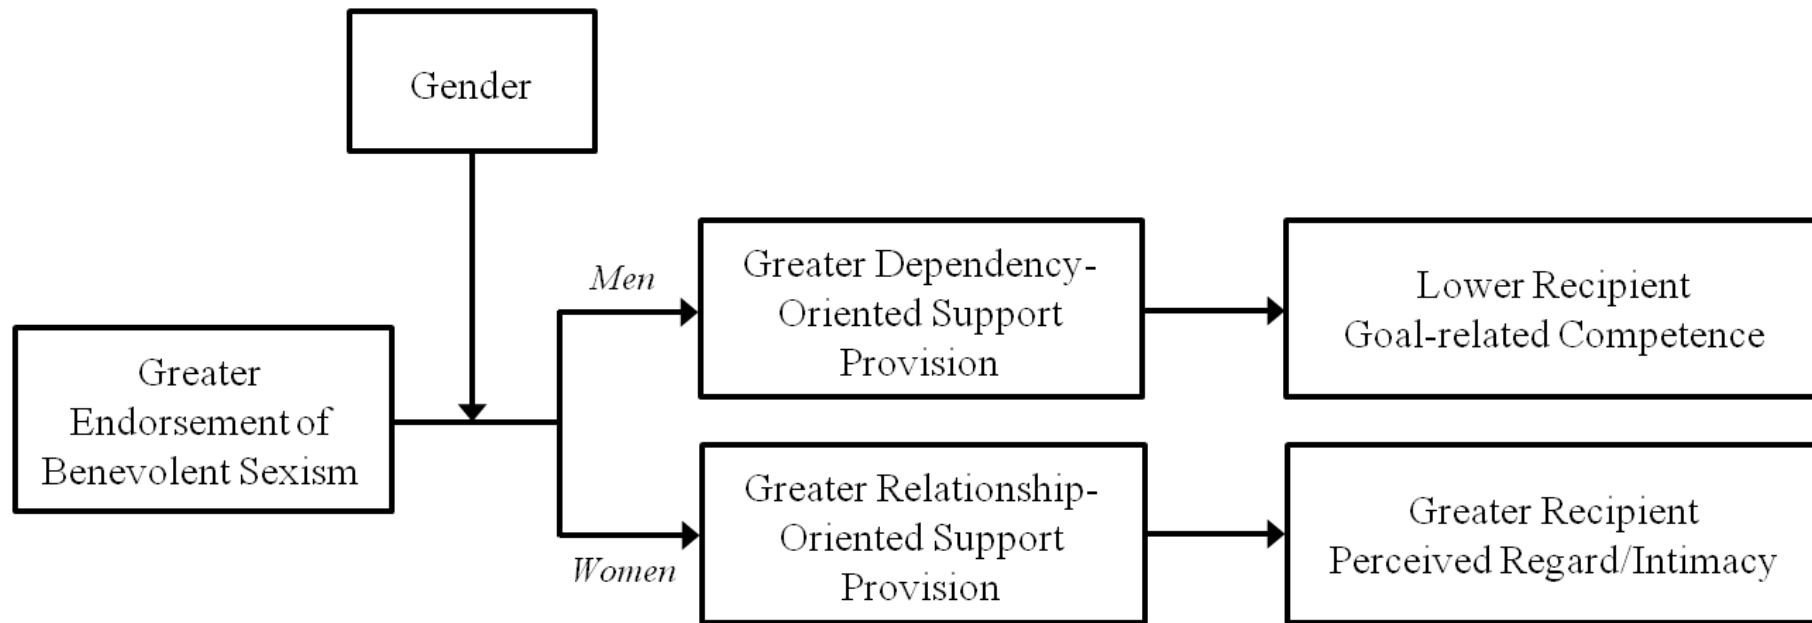 Gender
Men
Greater Dependency-
Oriented Support
Provision
Lower Recipient
Goal-related Competence
Greater
Endorsement of
Benevolent Sexism
Women
Greater Relationship-
Oriented Support
Provision
Greater Recipient
Perceived Regard/Intimacy